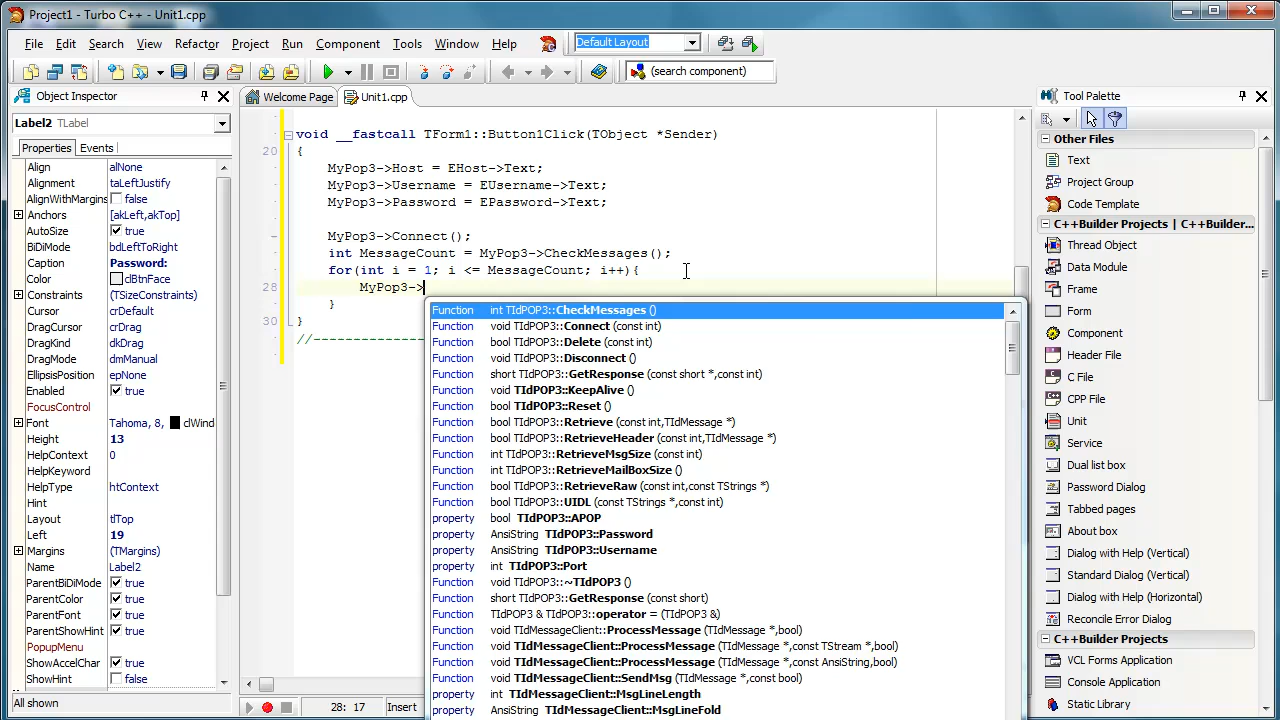 Project1 - Turbo C++ - Unit1.cpp
File Edit Search View Refactor Project Run Component Tools Window Help
Default Layout
(search component)
Object Inspector
Label2 TLabel
Properties Events
Align alNone
Alignment taLeftJustify
AlignWithMargins false
Anchors [akLeft,akTop]
AutoSize true
BiDiMode bdLeftToRight
Caption Password:
Color clBtnFace
Constraints (TSizeConstraints)
Cursor crDefault
DragCursor crDrag
DragKind dkDrag
DragMode dmManual
EllipsisPosition epNone
Enabled true
FocusControl
Font Tahoma, 8, clWind
Height 13
HelpContext 0
HelpKeyword
HelpType htContext
Hint
Layout tlTop
Left 19
Margins (TMargins)
Name Label2
ParentBiDiMode true
ParentColor true
ParentFont true
ParentShowHint true
PopupMenu
ShowAccelChar true
ShowHint false
All shown
Welcome Page Unit1.cpp
void __fastcall TForm1::Button1Click(TObject *Sender)
20 {
MyPop3->Host = EHost->Text;
MyPop3->Username = EUsername->Text;
MyPop3->Password = EPassword->Text;
MyPop3->Connect();
int MessageCount = MyPop3->CheckMessages();
for(int i = 1; i <= MessageCount; i++){
28 MyPop3->
}
30 }
//---------------
Function int TIdPOP3::CheckMessages ()
Function void TIdPOP3::Connect (const int)
Function bool TIdPOP3::Delete (const int)
Function void TIdPOP3::Disconnect ()
Function short TIdPOP3::GetResponse (const short *,const int)
Function void TIdPOP3::KeepAlive ()
Function bool TIdPOP3::Reset ()
Function bool TIdPOP3::Retrieve (const int,TIdMessage *)
Function bool TIdPOP3::RetrieveHeader (const int,TIdMessage *)
Function int TIdPOP3::RetrieveMsgSize (const int)
Function int TIdPOP3::RetrieveMailBoxSize ()
Function bool TIdPOP3::RetrieveRaw (const int,const TStrings *)
Function bool TIdPOP3::UIDL (const TStrings *,const int)
property bool TIdPOP3::APOP
property AnsiString TIdPOP3::Password
property AnsiString TIdPOP3::Username
property int TIdPOP3::Port
Function void TIdPOP3::~TIdPOP3 ()
Function short TIdPOP3::GetResponse (const short)
Function TIdPOP3 & TIdPOP3::operator = (TIdPOP3 &)
Function void TIdMessageClient::ProcessMessage (TIdMessage *,bool)
Function void TIdMessageClient::ProcessMessage (TIdMessage *,const TStream *,bool)
Function void TIdMessageClient::ProcessMessage (TIdMessage *,const AnsiString,bool)
Function void TIdMessageClient::SendMsg (TIdMessage *,const bool)
property int TIdMessageClient::MsgLineLength
property AnsiString TIdMessageClient::MsgLineFold
28: 17 Insert
Tool Palette
Other Files
Text
Project Group
Code Template
C++Builder Projects | C++Builder...
Thread Object
Data Module
Frame
Form
Component
Header File
C File
CPP File
Unit
Service
Dual list box
Password Dialog
Tabbed pages
About box
Dialog with Help (Vertical)
Standard Dialog (Vertical)
Dialog with Help (Horizontal)
Reconcile Error Dialog
C++Builder Projects
VCL Forms Application
Console Application
Static Library